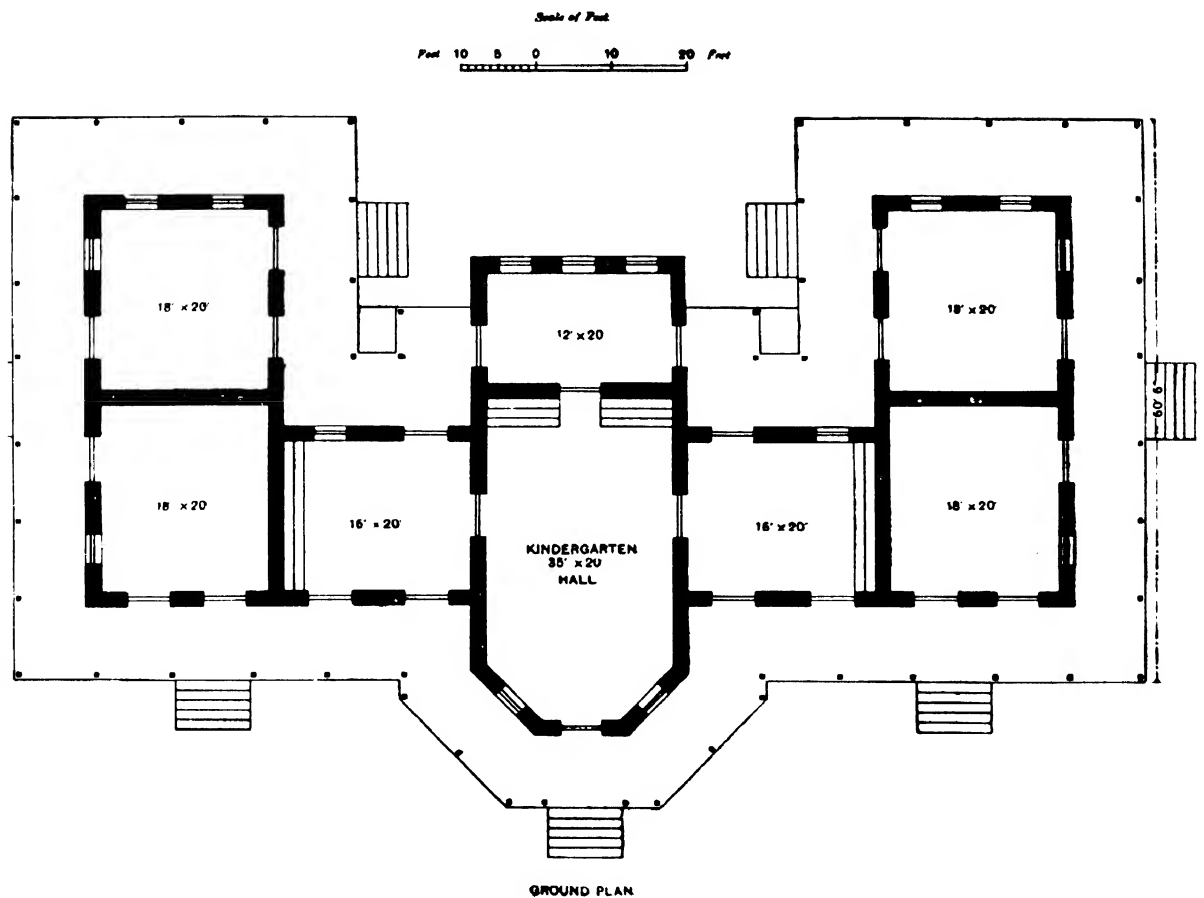 Scale of Feet
Feet 10 5 0 10 20 Feet
18' × 20'
12' × 20
18' × 20'
60' 6"
18' × 20'
16' × 20'
KINDERGARTEN
35' × 20'
HALL
16' × 20'
18' × 20'
GROUND PLAN